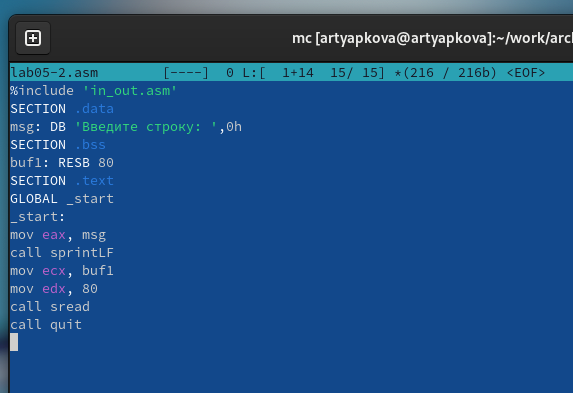 mc [artyapkova@artyapkova]:~/work/arc
lab05-2.asm [----] 0 L:[ 1+14 15/ 15] *(216 / 216b) <EOF>
%include 'in_out.asm'
SECTION .data
msg: DB 'Введите строку: ',0h
SECTION .bss
buf1: RESB 80
SECTION .text
GLOBAL _start
_start:
mov eax, msg
call sprintLF
mov ecx, buf1
mov edx, 80
call sread
call quit